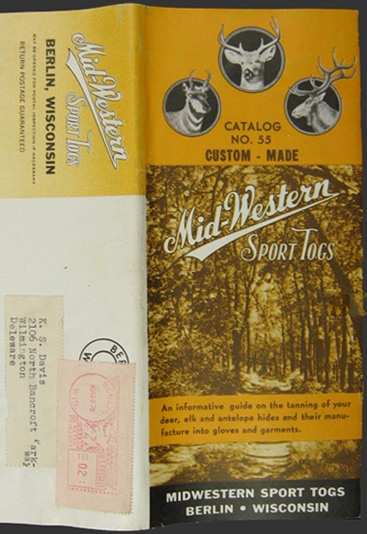 Mid-Western
Sport Togs
BERLIN, WISCONSIN
MAY BE OPENED FOR POSTAL INSPECTION IF NECESSARY
RETURN POSTAGE GUARANTEED
K. S. Davis
2106 North Bancroft Park-
way
Wilmington
Deleware
CATALOG
NO. 55
CUSTOM - MADE
Mid-Western
Sport Togs
An informative guide on the tanning of your
deer, elk and antelope hides and their manu-
facture into gloves and garments.
MIDWESTERN SPORT TOGS
BERLIN • WISCONSIN